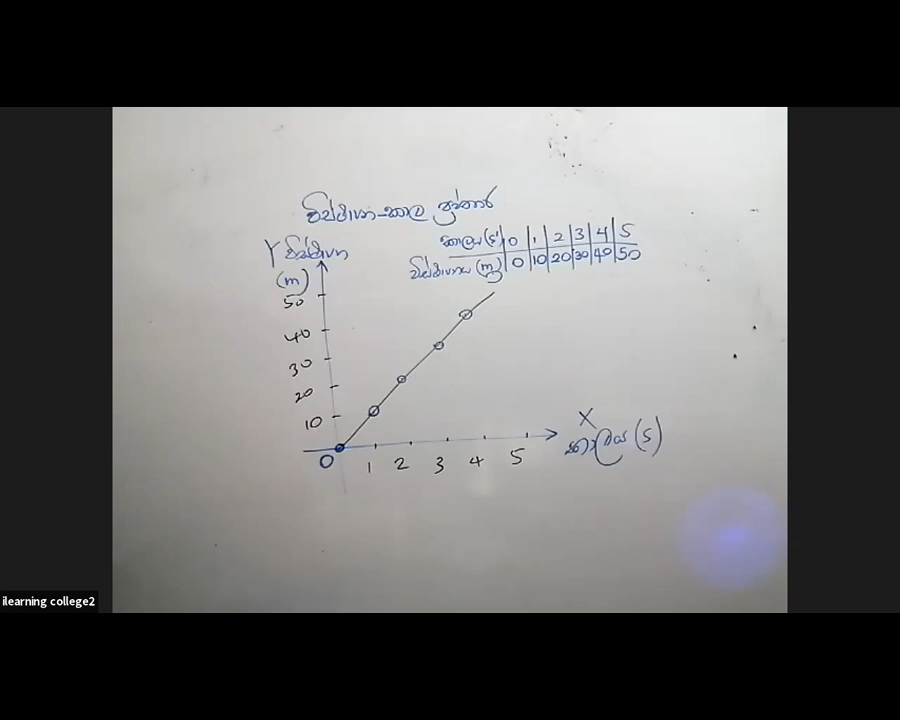 විස්ථාපන-කාල ප්‍රස්තාර
කාලය (s) 0 1 2 3 4 5
විස්ථාපනය (m) 0 10 20 30 40 50
Y විස්ථාපන
(m)
50
40
30
20
10
0 1 2 3 4 5
X
කාලය (s)
ilearning college2